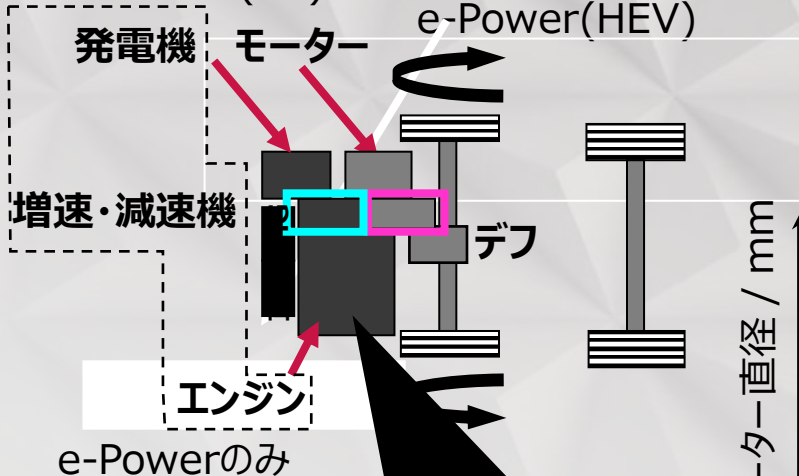 e-Power(HEV)
発電機 モーター
増速･減速機
デフ
エンジン
e-Powerのみ
ーター直径 / mm